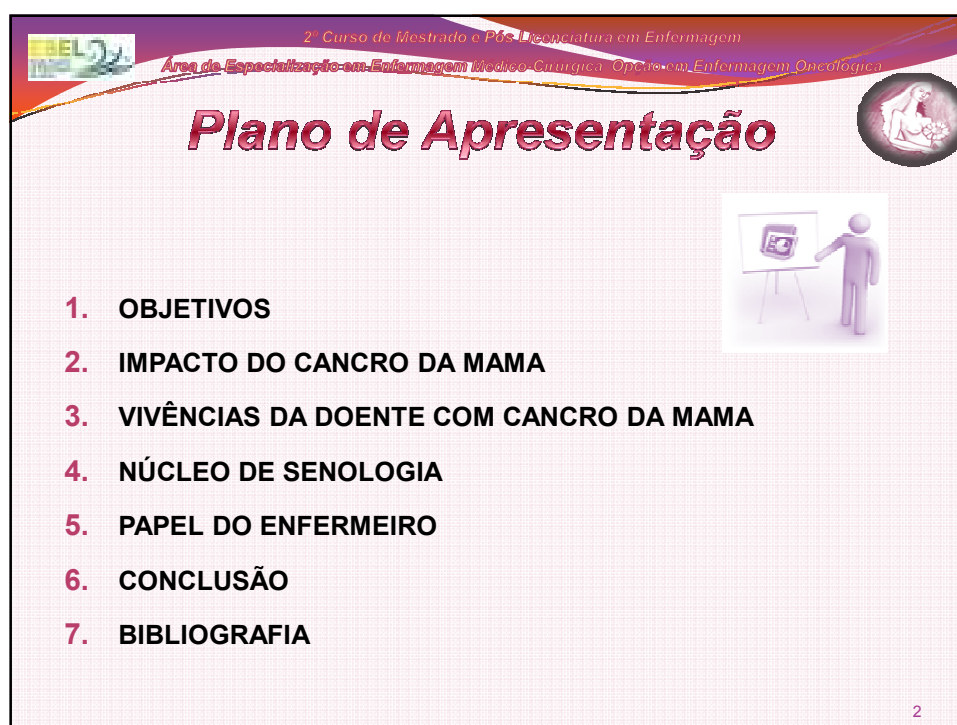 2º Curso de Mestrado e Pós Licenciatura em Enfermagem
Área de Especialização em Enfermagem Médico-Cirúrgica Opção em Enfermagem Oncológica
Plano de Apresentação
1. OBJETIVOS
2. IMPACTO DO CANCRO DA MAMA
3. VIVÊNCIAS DA DOENTE COM CANCRO DA MAMA
4. NÚCLEO DE SENOLOGIA
5. PAPEL DO ENFERMEIRO
6. CONCLUSÃO
7. BIBLIOGRAFIA
2